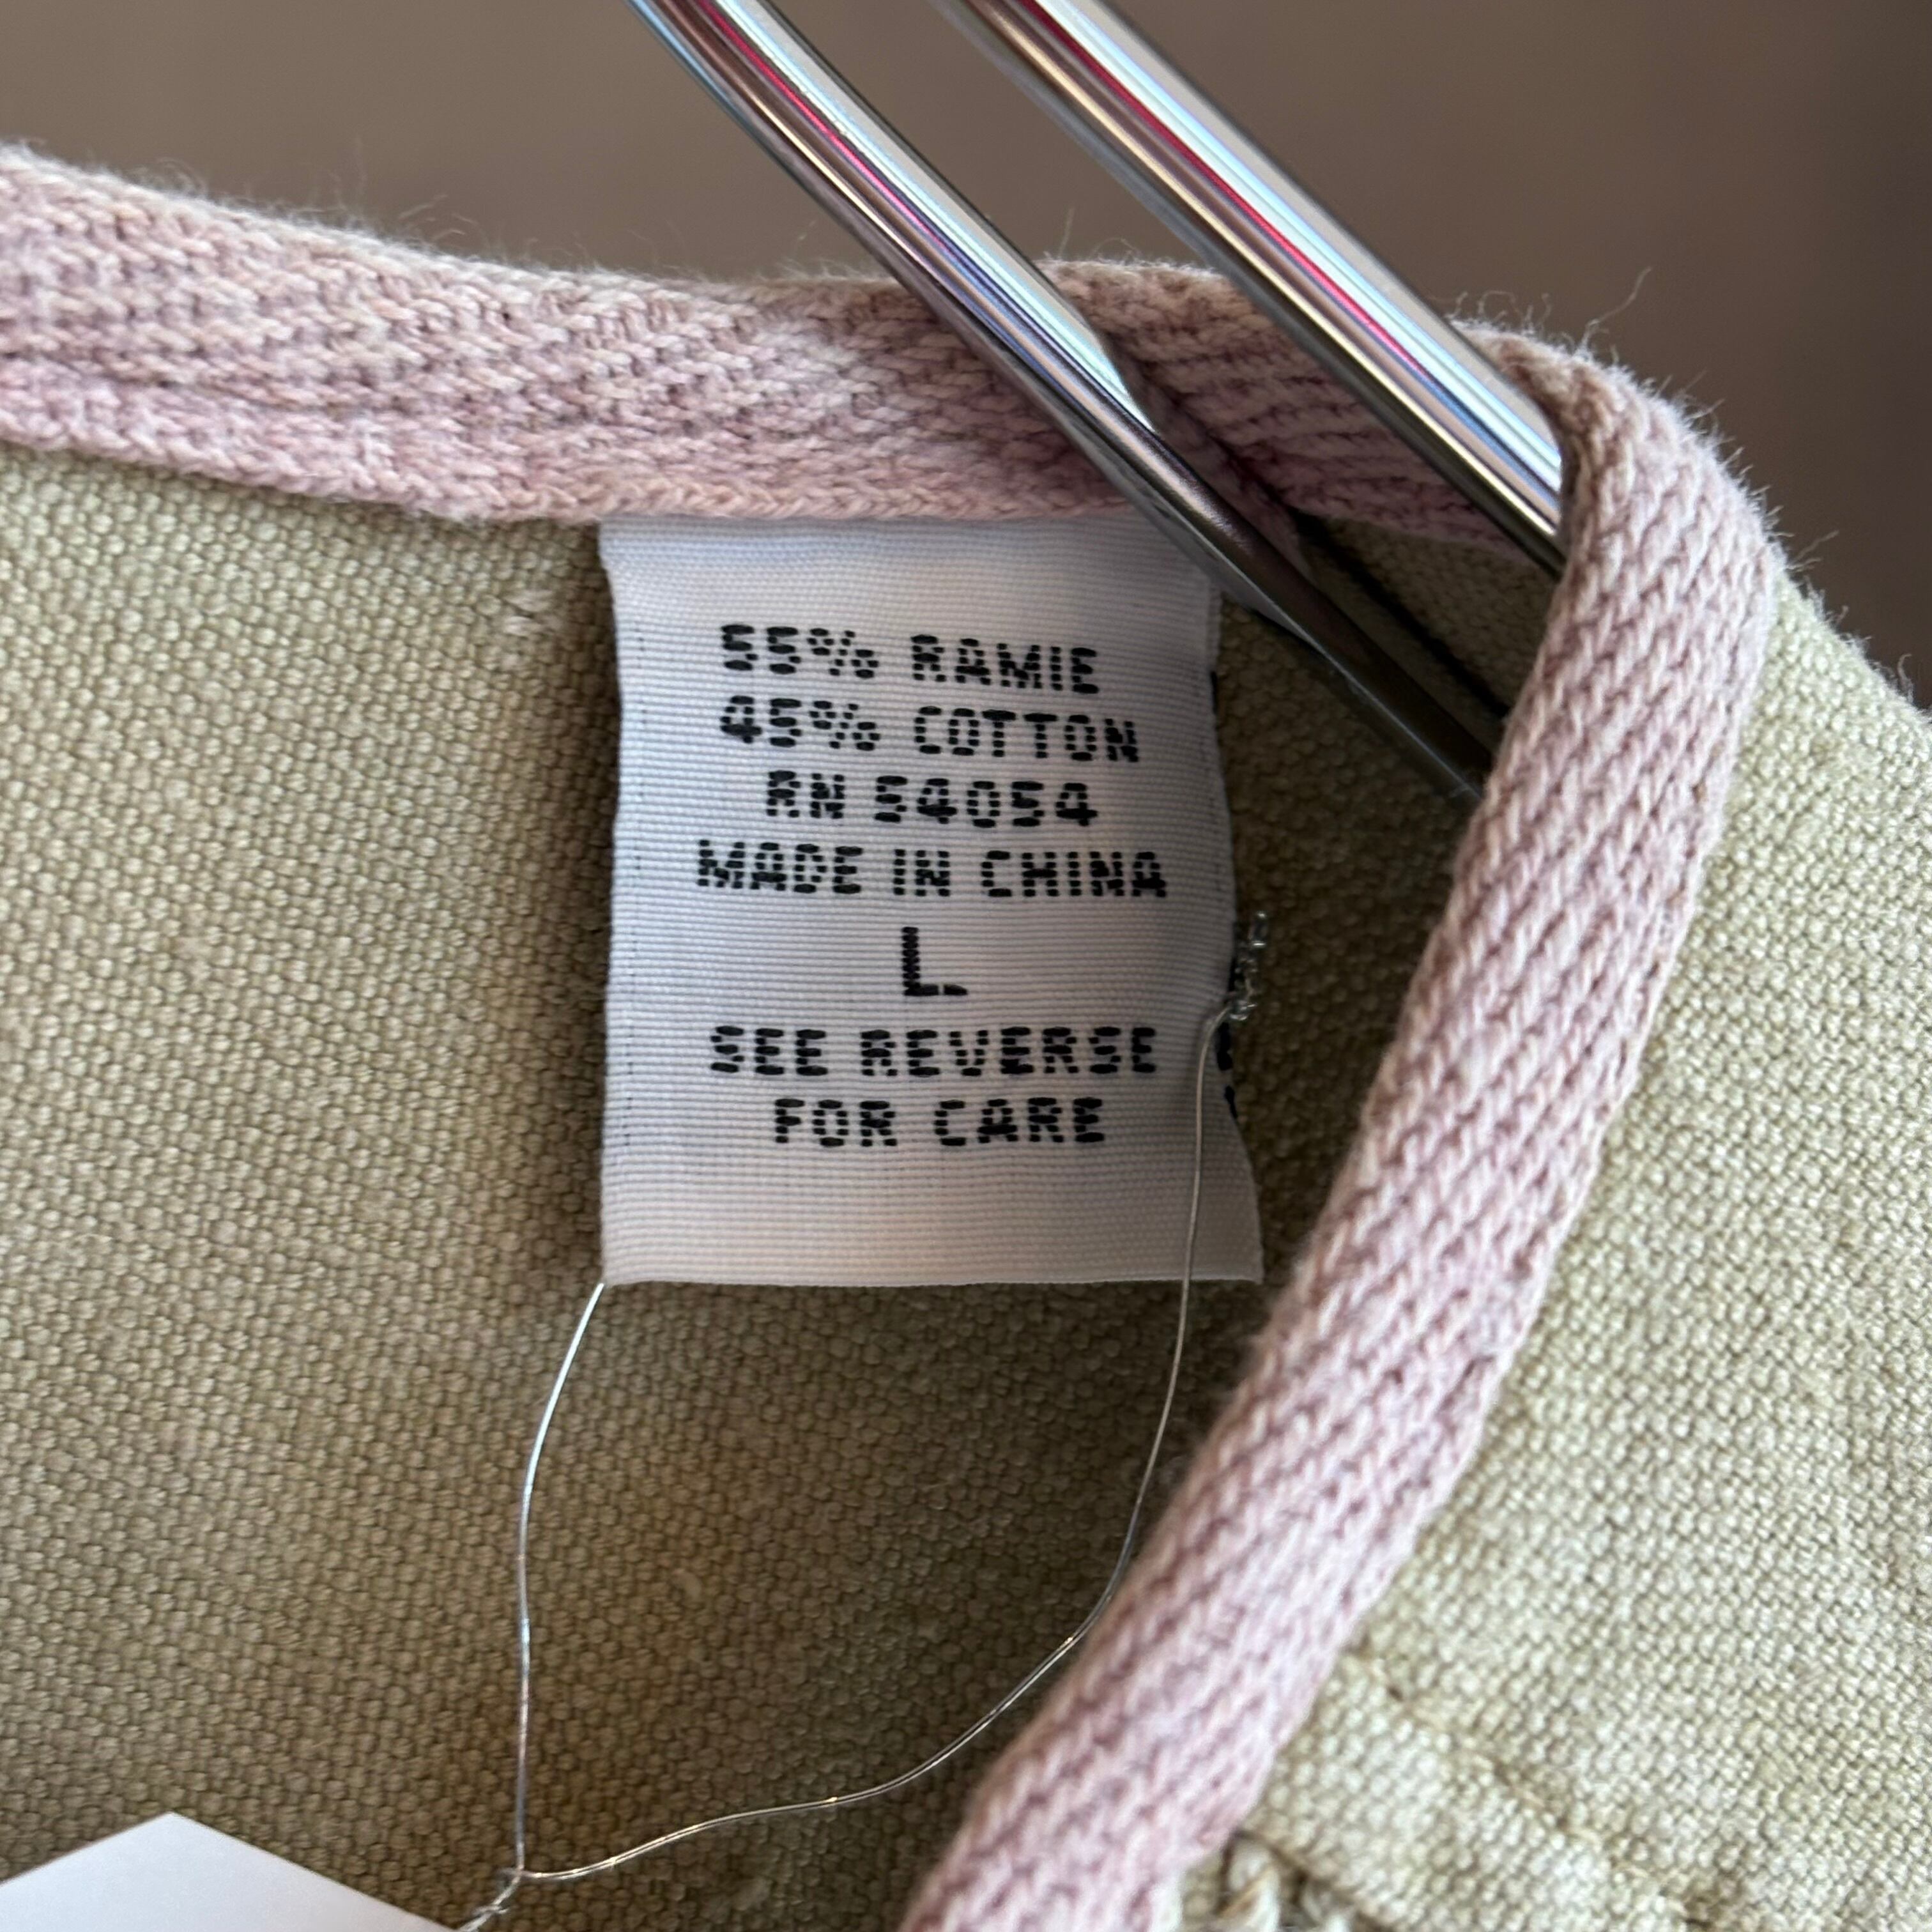 55% RAMIE
45% COTTON
RN 54054
MADE IN CHINA
L
SEE REVERSE
FOR CARE